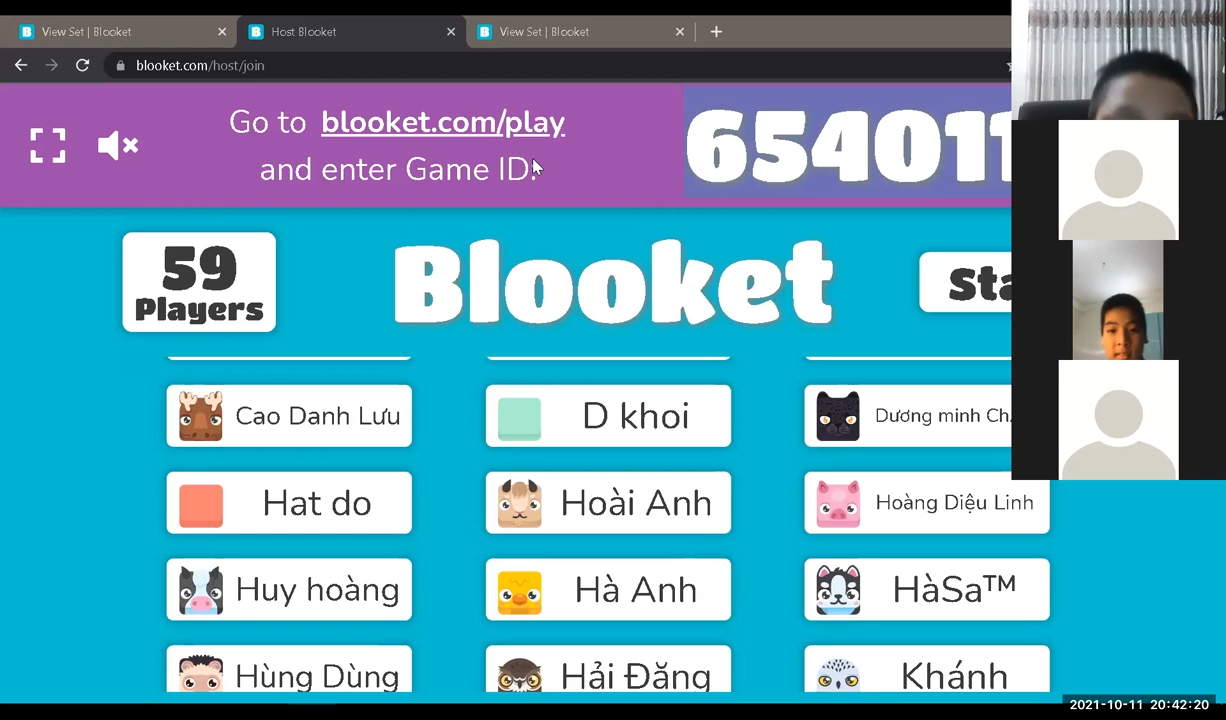 View Set | Blooket
Host Blooket
View Set | Blooket
blooket.com/host/join
Go to blooket.com/play
and enter Game ID:
65401
59
Players
Blooket
Cao Danh Lưu
D khoi
Dương minh Ch
Hat do
Hoài Anh
Hoàng Diệu Linh
Huy hoàng
Hà Anh
HàSa™
Hùng Dùng
Hải Đăng
Khánh
2021-10-11 20:42:20